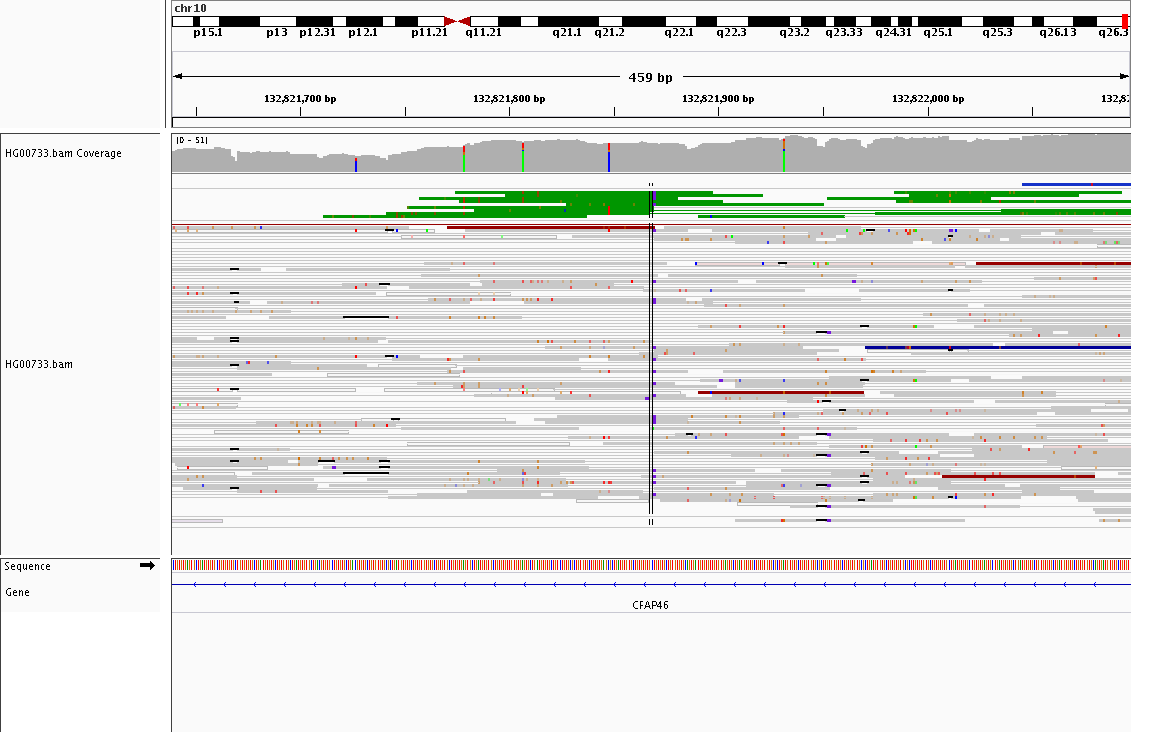 chr10
p15.1 p13 p12.31 p12.1 p11.21 q11.21 q21.1 q21.2 q22.1 q22.3 q23.2 q23.33 q24.31 q25.1 q25.3 q26.13 q26.3
459 bp
132,821,700 bp 132,821,800 bp 132,821,900 bp 132,822,000 bp 132,82
HG00733.bam Coverage
[0 - 51]
HG00733.bam
Sequence
Gene
CFAP46